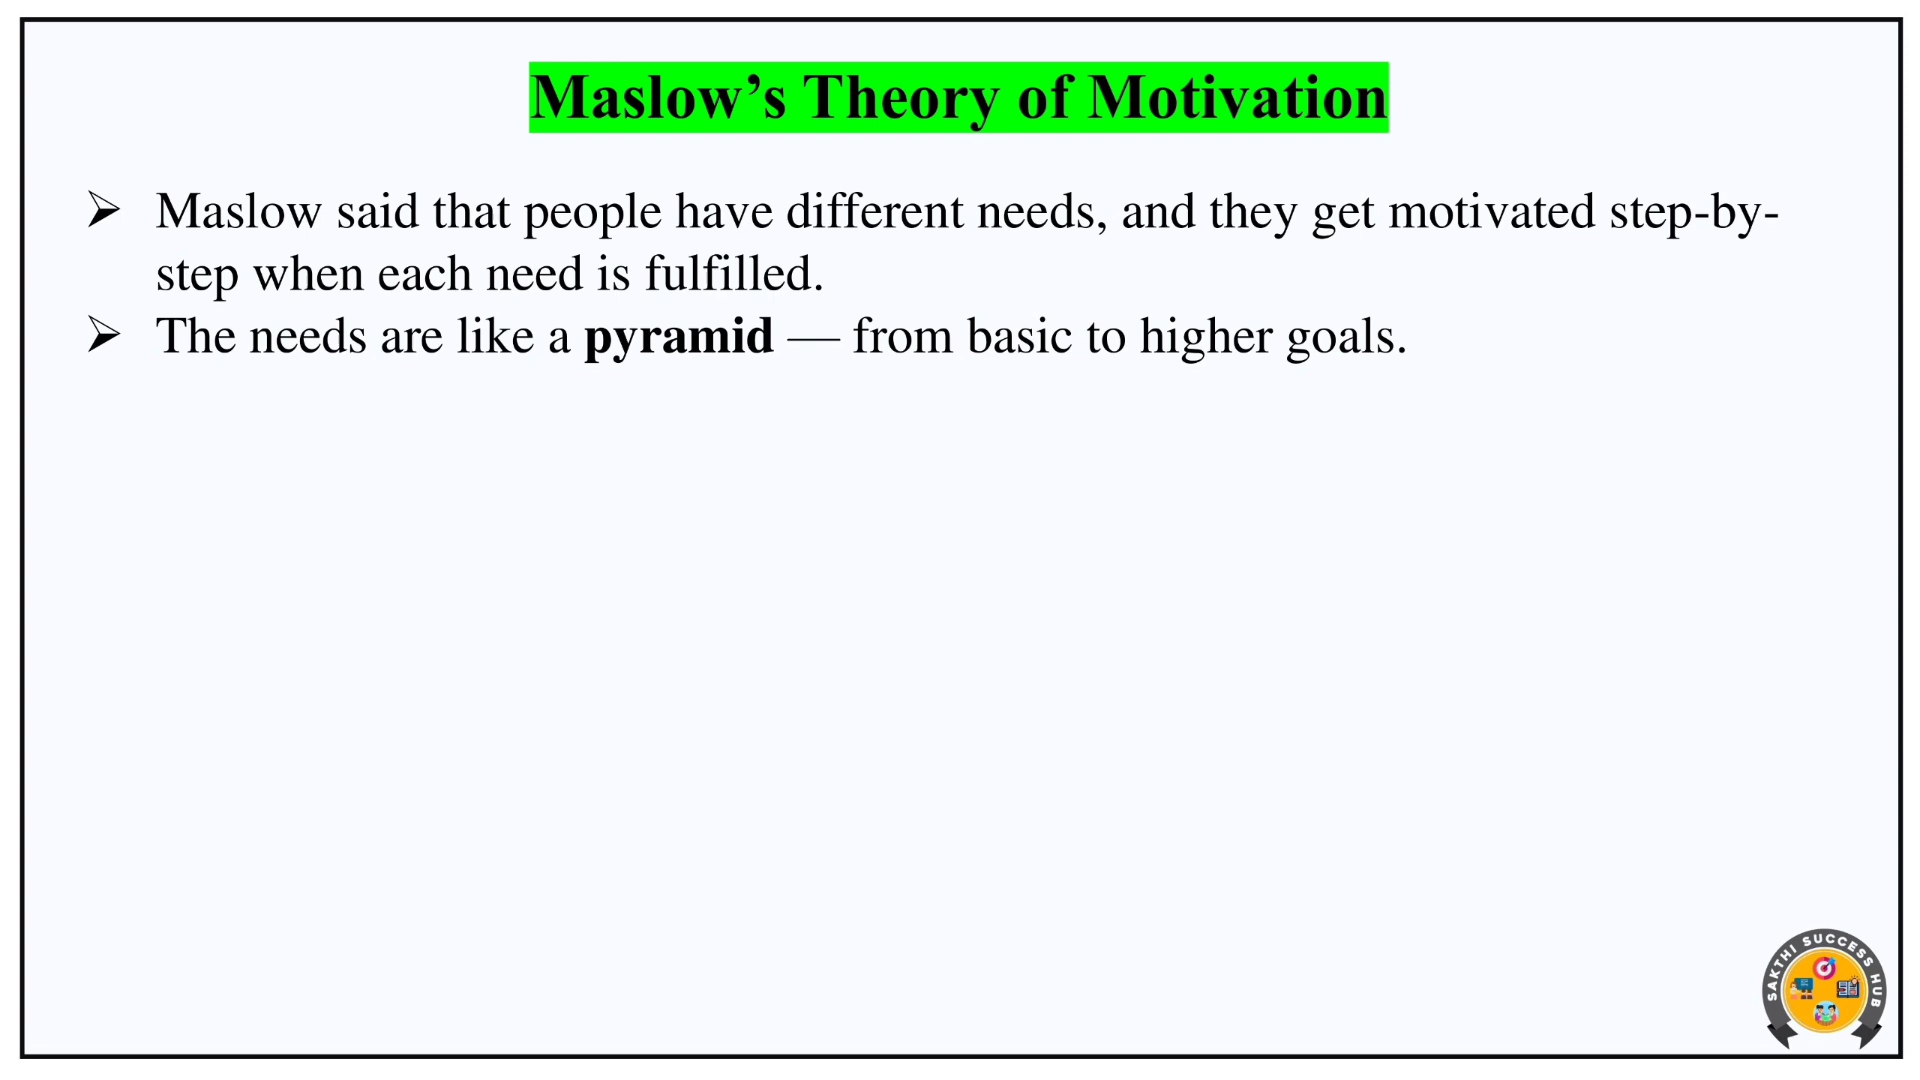 Maslow’s Theory of Motivation
➢ Maslow said that people have different needs, and they get motivated step-by-
step when each need is fulfilled.
➢ The needs are like a pyramid — from basic to higher goals.
SAKTHI SUCCESS HUB